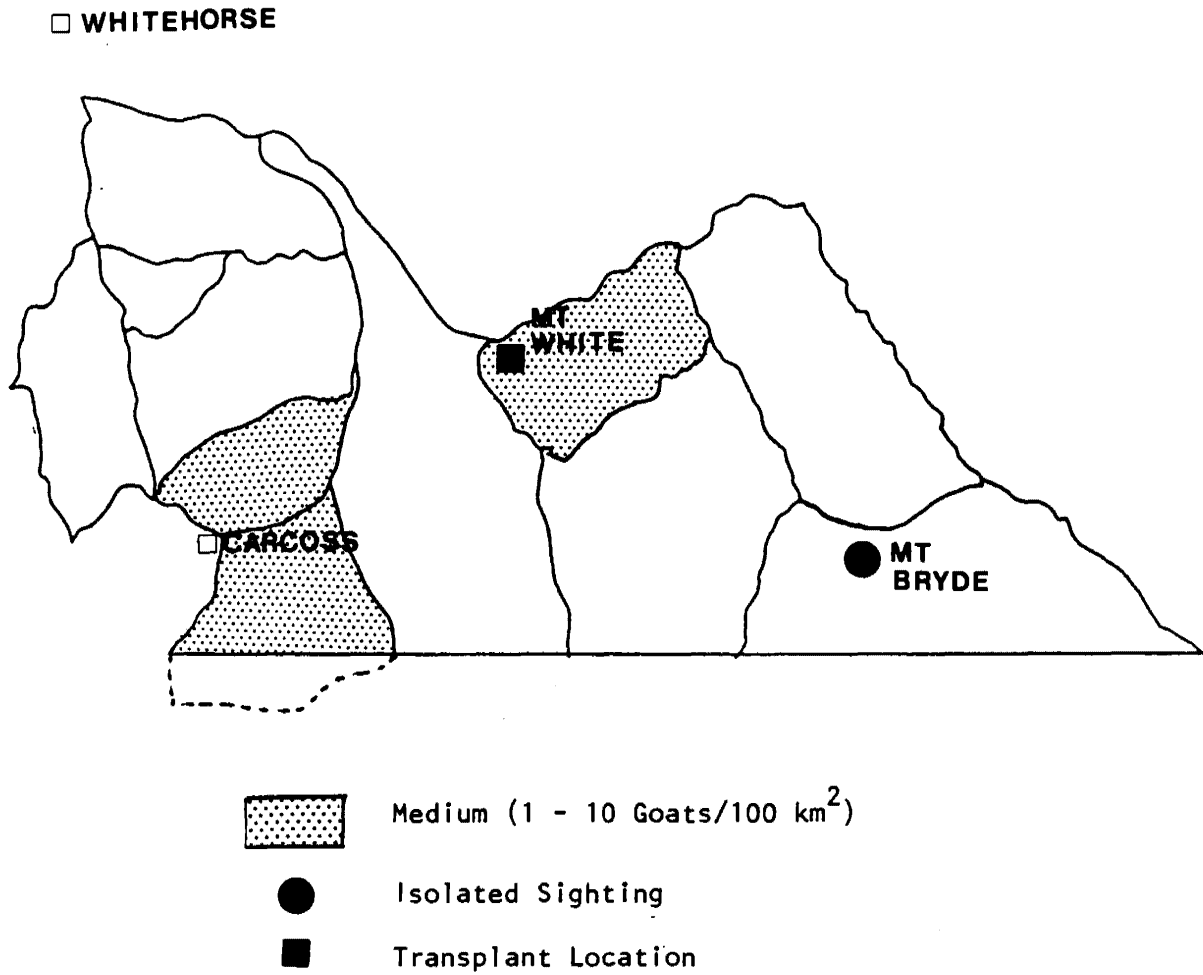 WHITEHORSE
MT
WHITE
CARCOSS
MT
BRYDE
Medium (1 - 10 Goats/100 km²)
Isolated Sighting
Transplant Location